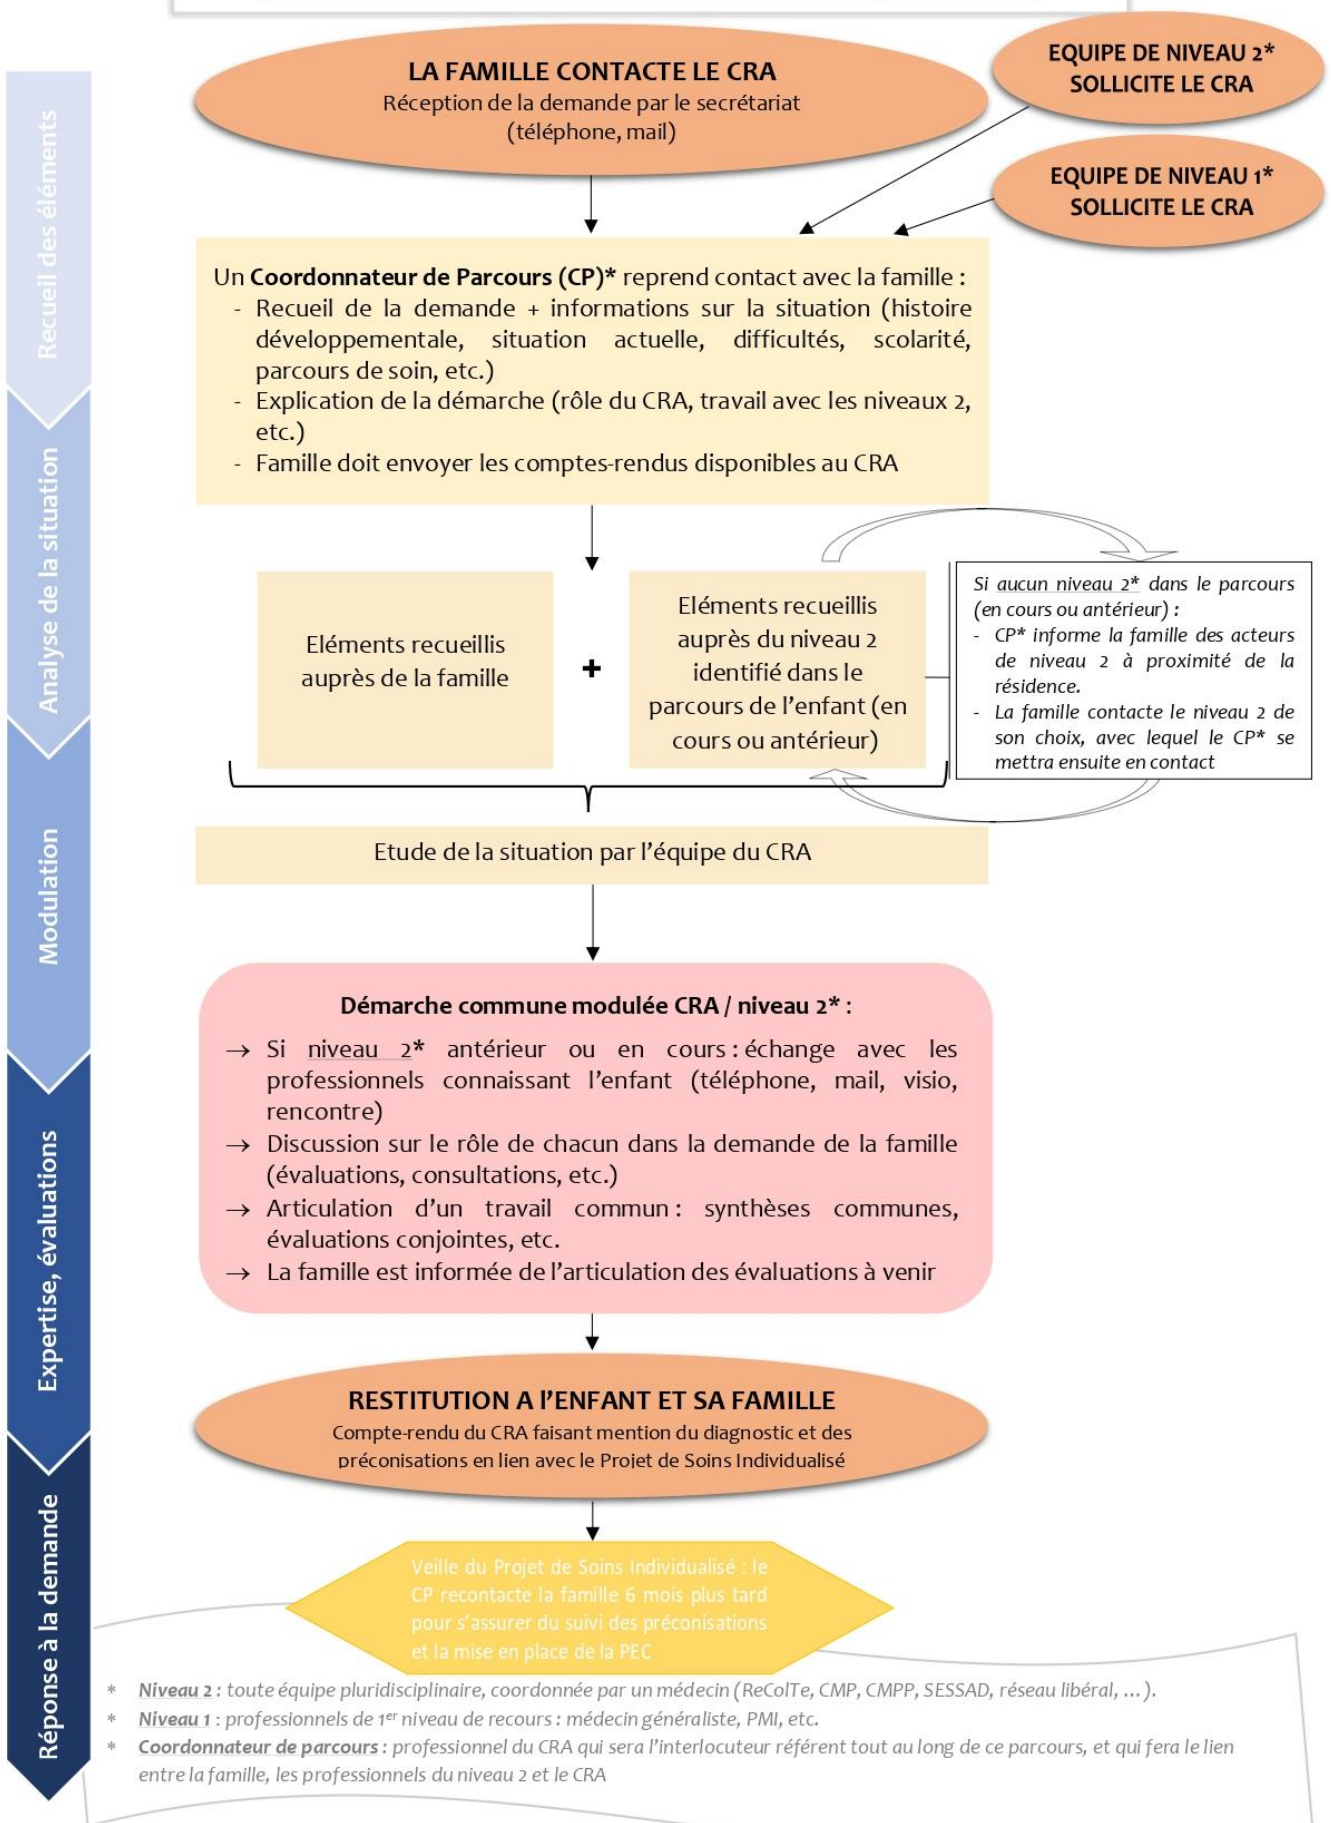 LA FAMILLE CONTACTE LE CRA
Réception de la demande par le secrétariat
(téléphone, mail)
EQUIPE DE NIVEAU 2*
SOLLICITE LE CRA
EQUIPE DE NIVEAU 1*
SOLLICITE LE CRA
Recueil des éléments
Un Coordonnateur de Parcours (CP)* reprend contact avec la famille :
- Recueil de la demande + informations sur la situation (histoire
développementale, situation actuelle, difficultés, scolarité,
parcours de soin, etc.)
- Explication de la démarche (rôle du CRA, travail avec les niveaux 2,
etc.)
- Famille doit envoyer les comptes-rendus disponibles au CRA
Analyse de la situation
Eléments recueillis
auprès de la famille
+
Eléments recueillis
auprès du niveau 2
identifié dans le
parcours de l'enfant (en
cours ou antérieur)
Si aucun niveau 2* dans le parcours
(en cours ou antérieur) :
- CP* informe la famille des acteurs
de niveau 2 à proximité de la
résidence.
- La famille contacte le niveau 2 de
son choix, avec lequel le CP* se
mettra ensuite en contact
Modulation
Etude de la situation par l'équipe du CRA
Démarche commune modulée CRA / niveau 2* :
→ Si niveau 2* antérieur ou en cours : échange avec les
professionnels connaissant l'enfant (téléphone, mail, visio,
rencontre)
→ Discussion sur le rôle de chacun dans la demande de la famille
(évaluations, consultations, etc.)
→ Articulation d'un travail commun : synthèses communes,
évaluations conjointes, etc.
→ La famille est informée de l'articulation des évaluations à venir
Expertise, évaluations
RESTITUTION A l'ENFANT ET SA FAMILLE
Compte-rendu du CRA faisant mention du diagnostic et des
préconisations en lien avec le Projet de Soins Individualisé
Réponse à la demande
Veille du Projet de Soins Individualisé : le
CP recontacte la famille 6 mois plus tard
pour s'assurer du suivi des préconisations
et la mise en place de la PEC
* Niveau 2 : toute équipe pluridisciplinaire, coordonnée par un médecin (ReColTe, CMP, CMPP, SESSAD, réseau libéral, ...).
* Niveau 1 : professionnels de 1er niveau de recours : médecin généraliste, PMI, etc.
* Coordonnateur de parcours : professionnel du CRA qui sera l'interlocuteur référent tout au long de ce parcours, et qui fera le lien
entre la famille, les professionnels du niveau 2 et le CRA